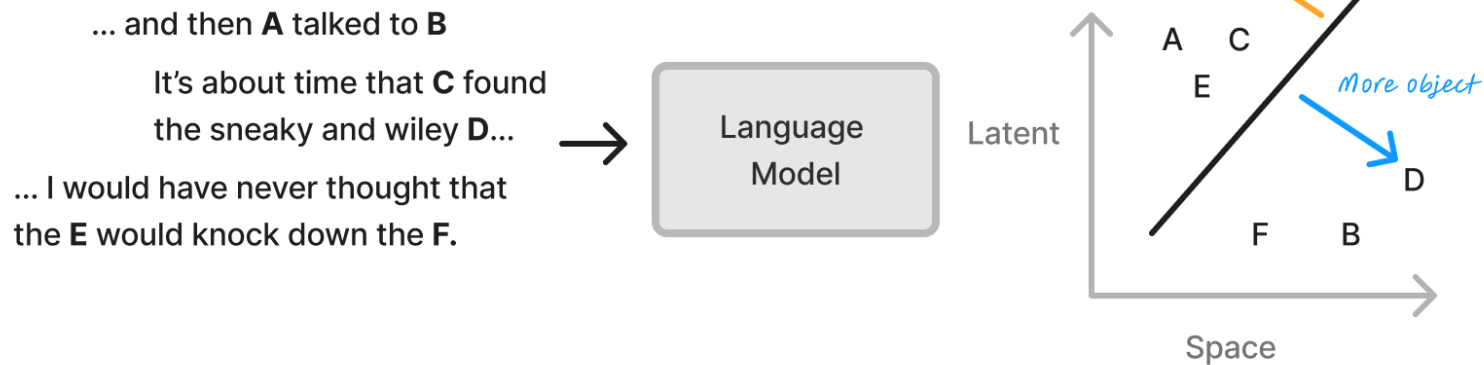 ... and then A talked to B
It's about time that C found
the sneaky and wiley D...
... I would have never thought that
the E would knock down the F.
Language
Model
Latent
Space
A C
E
More object
D
F B